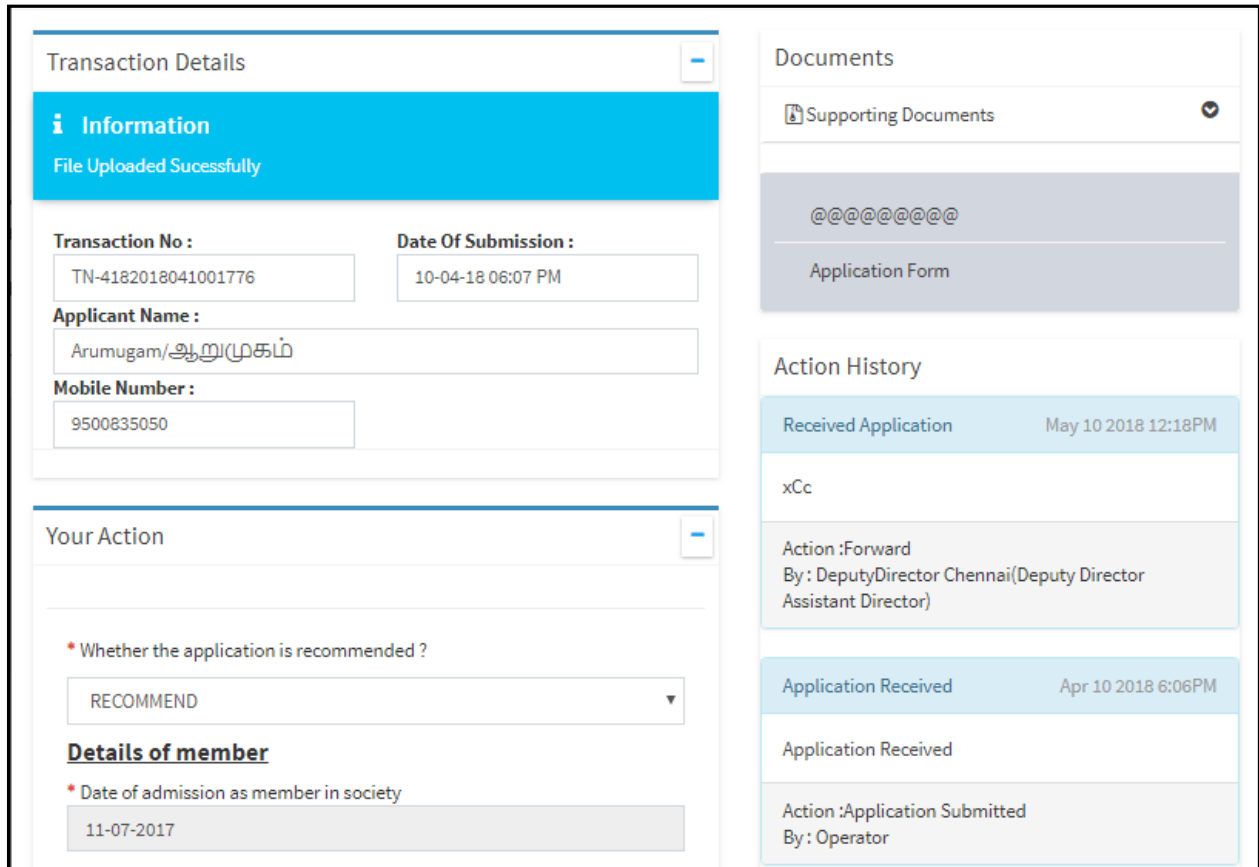 Transaction Details
Information
File Uploaded Sucessfully
Transaction No :
Date Of Submission :
TN-4182018041001776
10-04-18 06:07 PM
Applicant Name :
Arumugam/ஆறுமுகம்
Mobile Number :
9500835050
Your Action
* Whether the application is recommended ?
RECOMMEND
Details of member
* Date of admission as member in society
11-07-2017
Documents
Supporting Documents
@@@@@@@@@
Application Form
Action History
Received Application
May 10 2018 12:18PM
xCc
Action :Forward
By : DeputyDirector Chennai(Deputy Director
Assistant Director)
Application Received
Apr 10 2018 6:06PM
Application Received
Action :Application Submitted
By : Operator